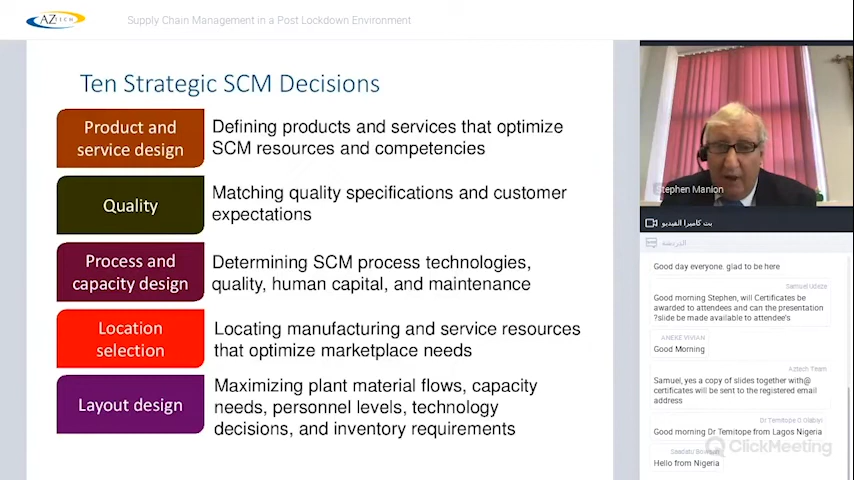 AZTECH
Supply Chain Management in a Post Lockdown Environment
Ten Strategic SCM Decisions
Product and
service design
Defining products and services that optimize
SCM resources and competencies
Quality
Matching quality specifications and customer
expectations
Process and
capacity design
Determining SCM process technologies,
quality, human capital, and maintenance
Location
selection
Locating manufacturing and service resources
that optimize marketplace needs
Layout design
Maximizing plant material flows, capacity
needs, personnel levels, technology
decisions, and inventory requirements
Stephen Manion
بث كاميرا الفيديو
الدردشة
Good day everyone. glad to be here
Samuel Udeze
Good morning Stephen, will Certificates be
awarded to attendees and can the presentation
?slide be made available to attendee's
ANEKE VIVIAN
Good Morning
Aztech Team
Samuel, yes a copy of slides together with@
certificates will be sent to the registered email
address
Dr Temitope O Olabiyi
Good morning Dr Temitope from Lagos Nigeria
ClickMeeting
Hello from Nigeria